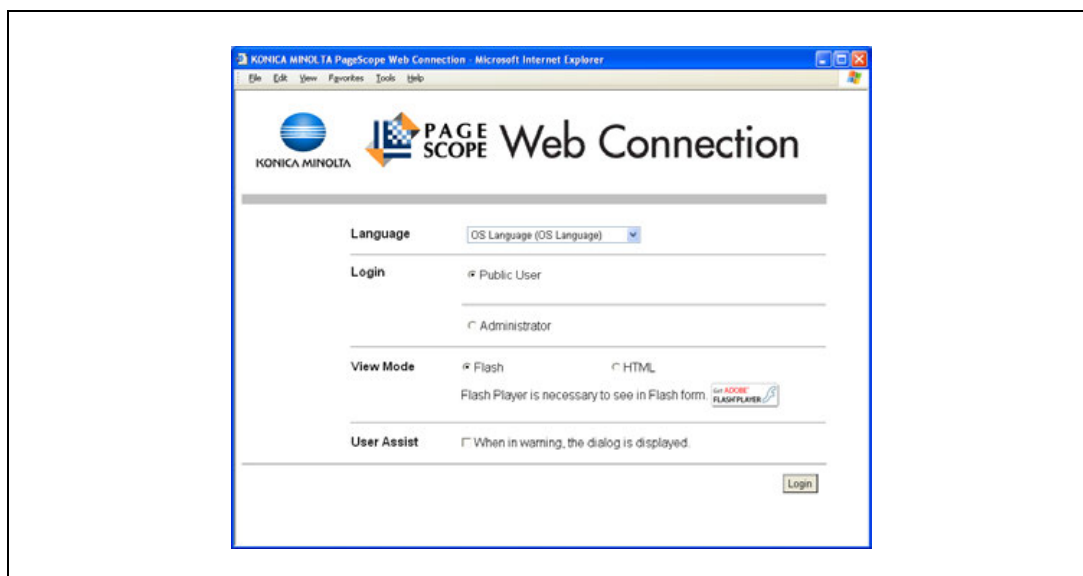 KONICA MINOLTA PageScope Web Connection - Microsoft Internet Explorer
File Edit View Favorites Tools Help
KONICA MINOLTA
PAGE SCOPE Web Connection
Language OS Language (OS Language)
Login Public User
Administrator
View Mode Flash HTML
Flash Player is necessary to see in Flash form. Get ADOBE FLASH PLAYER
User Assist When in warning, the dialog is displayed.
Login